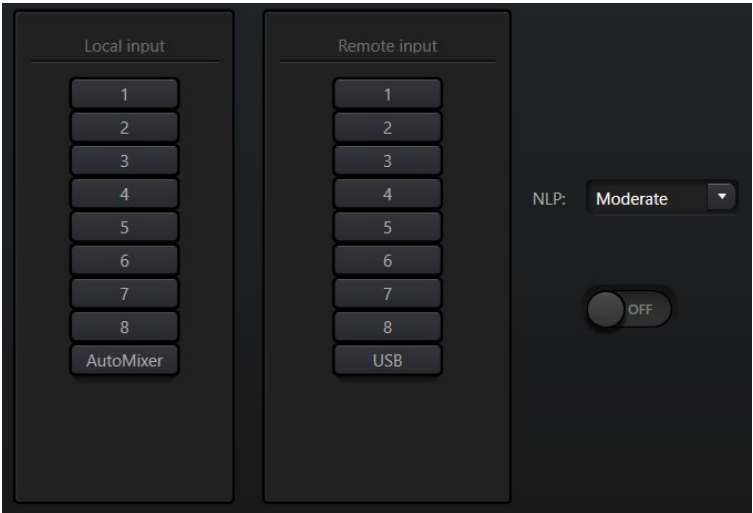 Local input
1
2
3
4
5
6
7
8
AutoMixer
Remote input
1
2
3
4
5
6
7
8
USB
NLP: Moderate
OFF